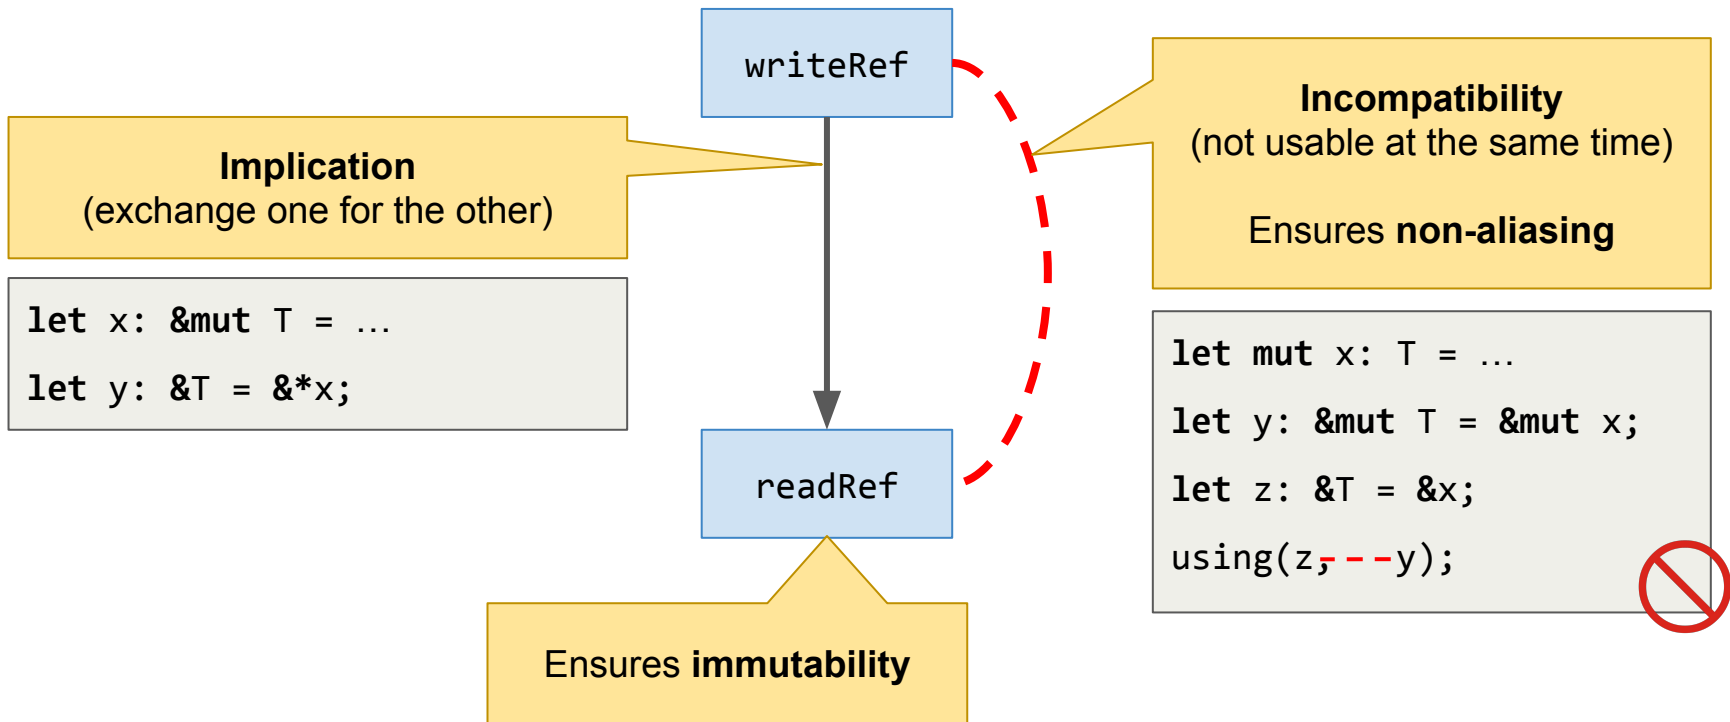 writeRef
Implication
(exchange one for the other)
let x: &mut T = …
let y: &T = &*x;
Incompatibility
(not usable at the same time)
Ensures non-aliasing
let mut x: T = …
let y: &mut T = &mut x;
let z: &T = &x;
using(z, y);
readRef
Ensures immutability